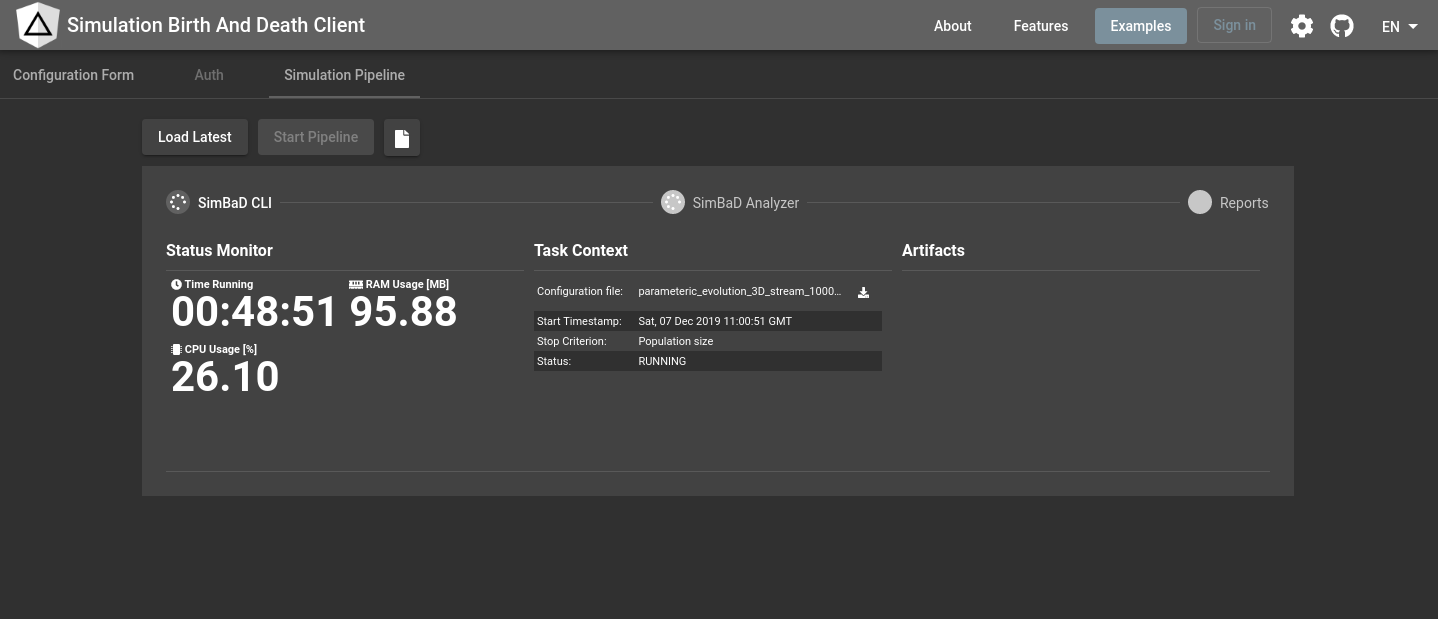 Simulation Birth And Death Client
About
Features
Examples
Sign in
EN
Configuration Form
Auth
Simulation Pipeline
Load Latest
Start Pipeline
SimBaD CLI
SimBaD Analyzer
Reports
Status Monitor
Time Running
00:48:51
RAM Usage [MB]
95.88
CPU Usage [%]
26.10
Task Context
Configuration file: parameteric_evolution_3D_stream_1000...
Start Timestamp: Sat, 07 Dec 2019 11:00:51 GMT
Stop Criterion: Population size
Status: RUNNING
Artifacts